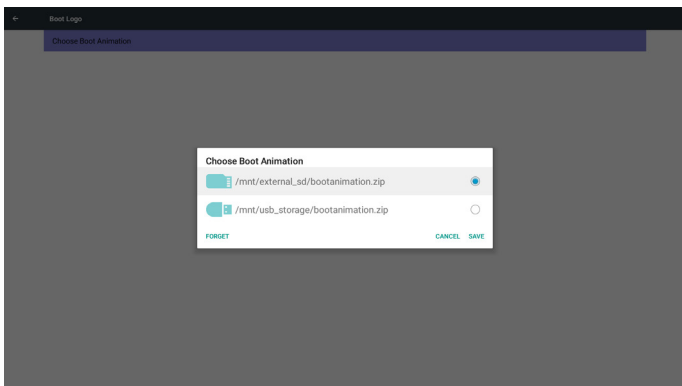 Boot Logo
Choose Boot Animation
Choose Boot Animation
/mnt/external_sd/bootanimation.zip
/mnt/usb_storage/bootanimation.zip
FORGET CANCEL SAVE